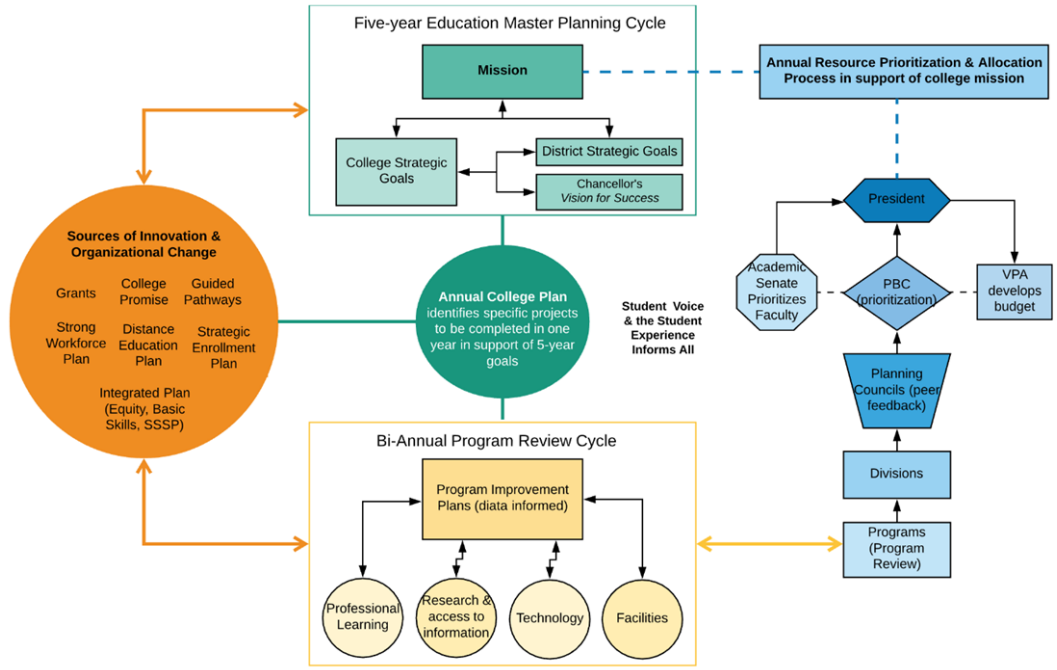 Five-year Education Master Planning Cycle
Mission
College Strategic
Goals
District Strategic Goals
Chancellor's
Vision for Success
Annual Resource Prioritization & Allocation
Process in support of college mission
Sources of Innovation &
Organizational Change
Grants
College
Promise
Guided
Pathways
Strong
Workforce
Plan
Distance
Education
Plan
Strategic
Enrollment
Plan
Integrated Plan
(Equity, Basic
Skills, SSSP)
Annual College Plan
identifies specific projects
to be completed in one
year in support of 5-year
goals
Student Voice
& the Student
Experience
Informs All
President
Academic
Senate
Prioritizes
Faculty
PBC
(prioritization)
VPA
develops
budget
Planning
Councils (peer
feedback)
Divisions
Programs
(Program
Review)
Bi-Annual Program Review Cycle
Program Improvement
Plans (diata informed)
Professional
Learning
Research &
access to
information
Technology
Facilities